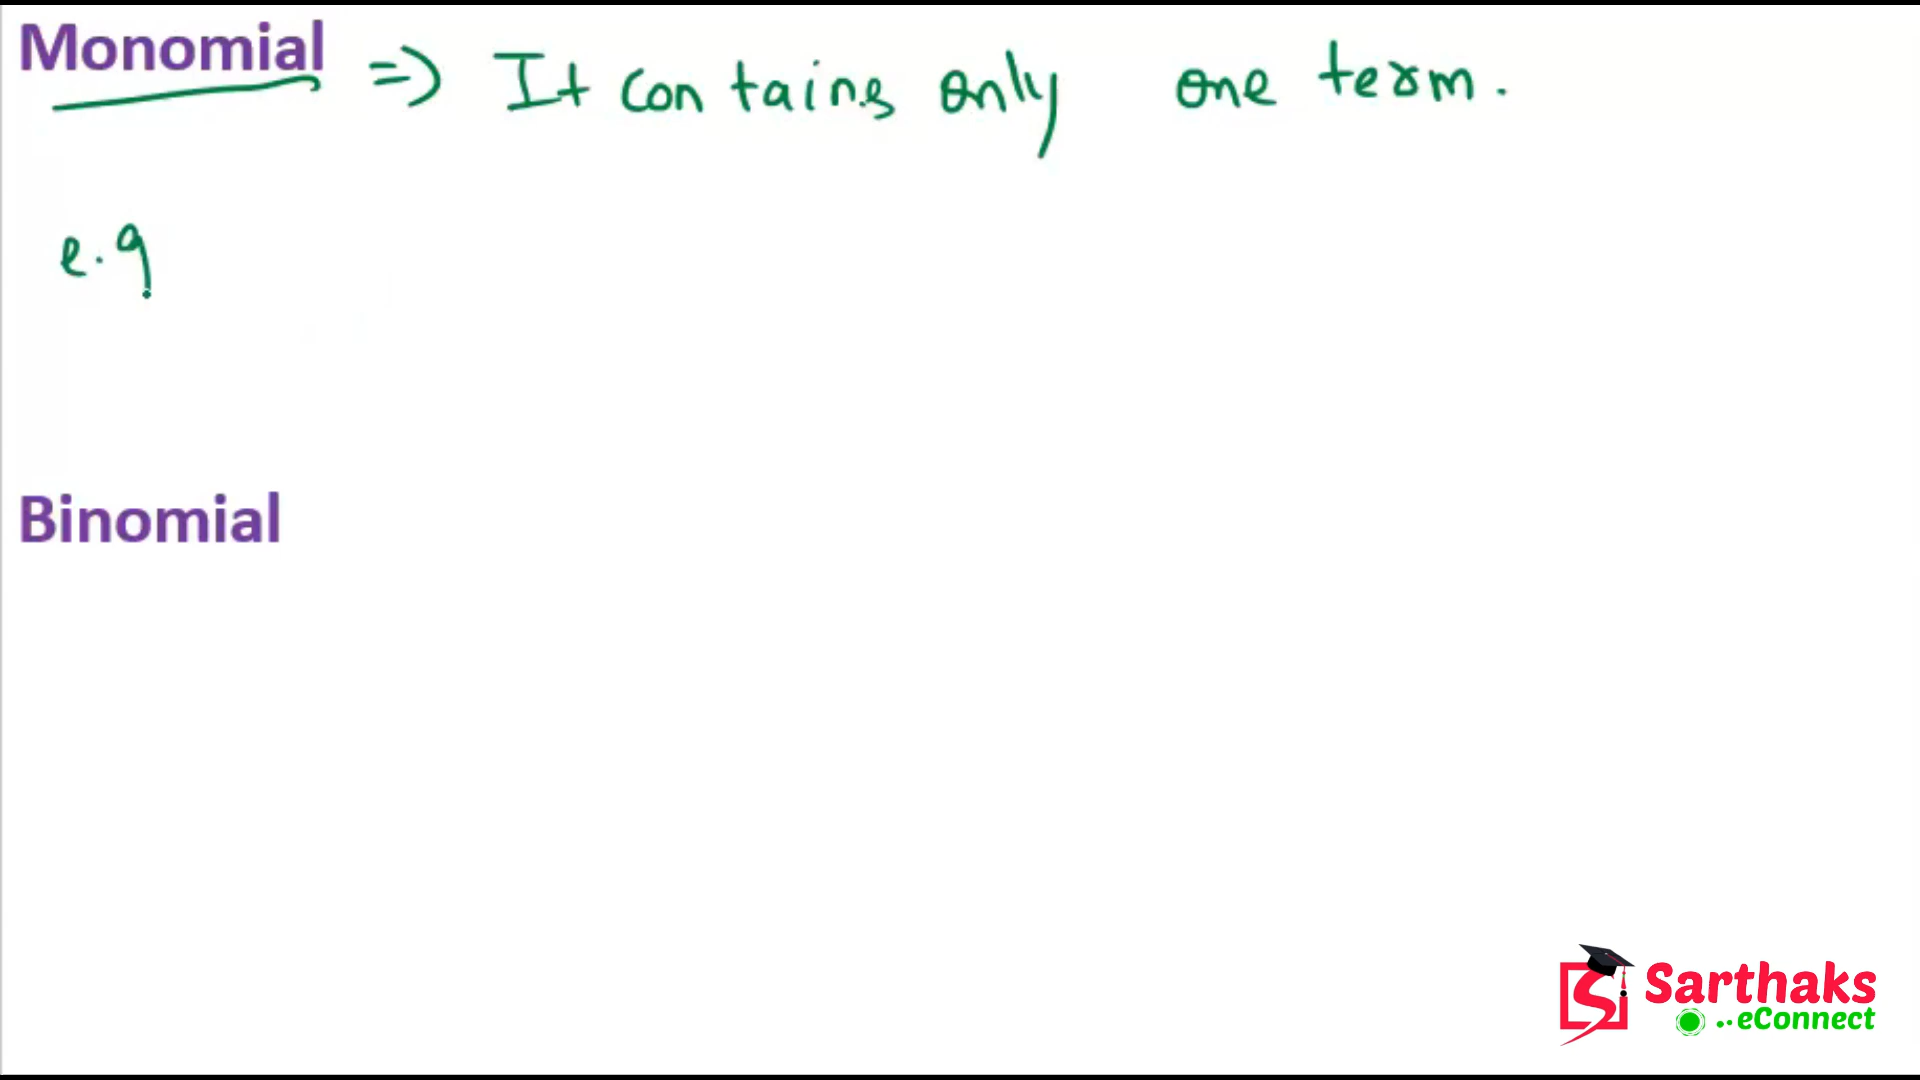 Monomial => It contains only one term.
e.g
Binomial
Sarthaks
eConnect